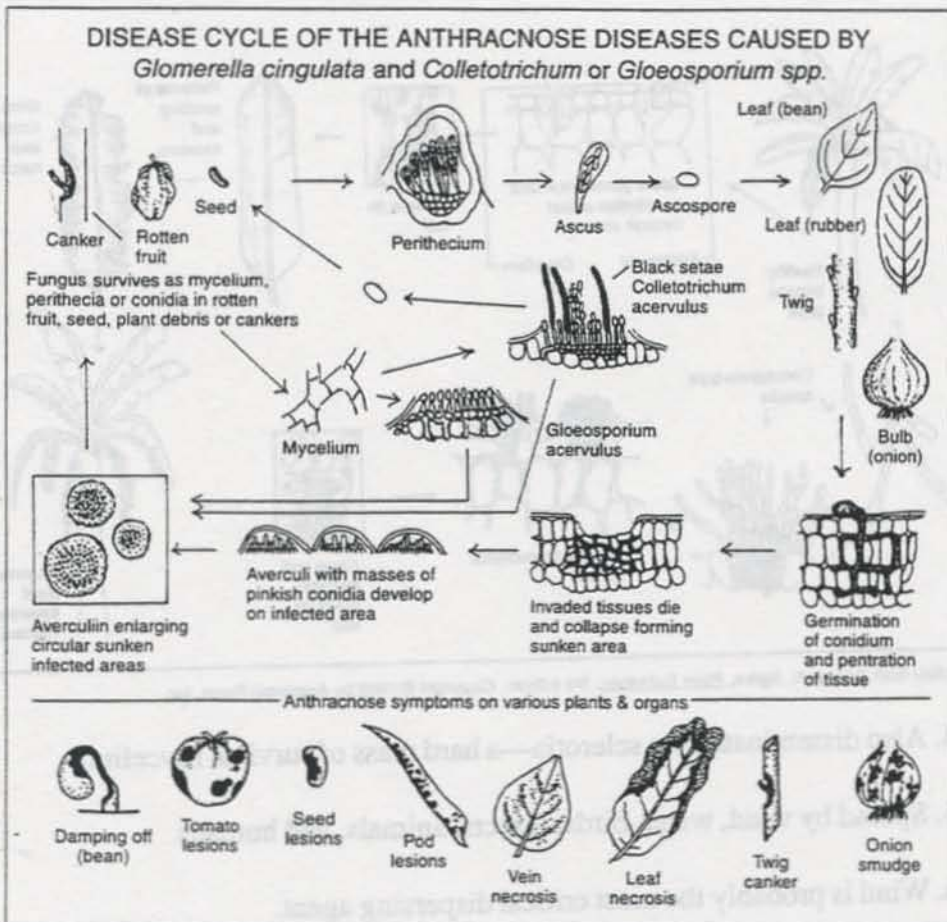 DISEASE CYCLE OF THE ANTHRACNOSE DISEASES CAUSED BY
Glomerella cingulata and Colletotrichum or Gloeosporium spp.
Leaf (bean)
Canker
Rotten
fruit
Seed
Perithecium
Ascus
Ascospore
Leaf (rubber)
Fungus survives as mycelium,
perithecia or conidia in rotten
fruit, seed, plant debris or cankers
Black setae
Colletotrichum
acervulus
Twig
Mycelium
Gloeosporium
acervulus
Bulb
(onion)
Averculiin enlarging
circular sunken
infected areas
Averculi with masses of
pinkish conidia develop
on infected area
Invaded tissues die
and collapse forming
sunken area
Germination
of conidium
and pentration
of tissue
Anthracnose symptoms on various plants & organs
Damping off
(bean)
Tomato
lesions
Seed
lesions
Pod
lesions
Vein
necrosis
Leaf
necrosis
Twig
canker
Onion
smudge